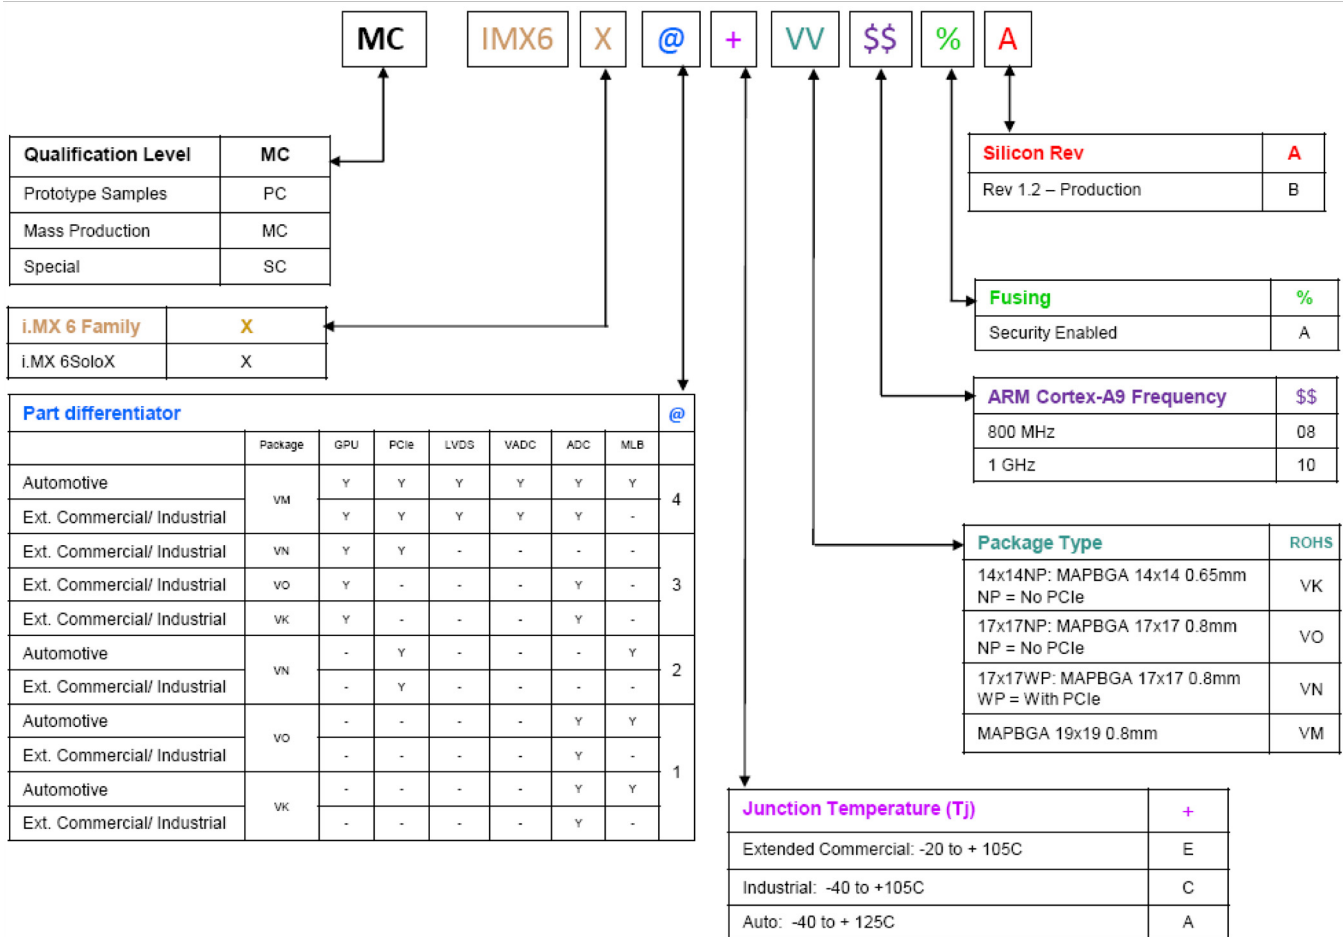 MC IMX6 X @ + VV $$ % A
Qualification Level MC
Prototype Samples PC
Mass Production MC
Special SC
i.MX 6 Family X
i.MX 6SoloX X
Part differentiator @
Package GPU PCIe LVDS VADC ADC MLB
Automotive VM Y Y Y Y Y Y 4
Ext. Commercial/ Industrial Y Y Y Y Y -
Ext. Commercial/ Industrial VN Y Y - - - - 3
Ext. Commercial/ Industrial VO Y - - - Y -
Ext. Commercial/ Industrial VK Y - - - Y -
Automotive VN - Y - - - Y 2
Ext. Commercial/ Industrial - Y - - - -
Automotive VO - - - - Y Y 1
Ext. Commercial/ Industrial - - - - Y -
Automotive VK - - - - Y Y
Ext. Commercial/ Industrial - - - - Y -
Silicon Rev A
Rev 1.2 – Production B
Fusing %
Security Enabled A
ARM Cortex-A9 Frequency $$
800 MHz 08
1 GHz 10
Package Type ROHS
14x14NP: MAPBGA 14x14 0.65mm VK
NP = No PCIe
17x17NP: MAPBGA 17x17 0.8mm VO
NP = No PCIe
17x17WP: MAPBGA 17x17 0.8mm VN
WP = With PCIe
MAPBGA 19x19 0.8mm VM
Junction Temperature (Tj) +
Extended Commercial: -20 to + 105C E
Industrial: -40 to +105C C
Auto: -40 to + 125C A